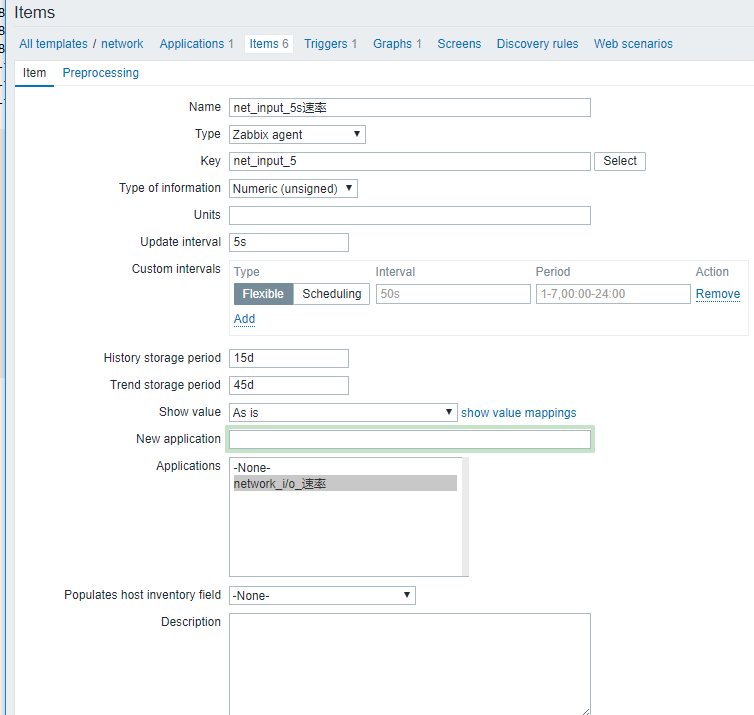 Items
All templates / network Applications 1 Items 6 Triggers 1 Graphs 1 Screens Discovery rules Web scenarios
Item Preprocessing
Name net_input_5s速率
Type Zabbix agent
Key net_input_5 Select
Type of information Numeric (unsigned)
Units
Update interval 5s
Custom intervals Type Interval Period Action
Flexible Scheduling 50s 1-7,00:00-24:00 Remove
Add
History storage period 15d
Trend storage period 45d
Show value As is show value mappings
New application
Applications -None-
network_i/o_速率
Populates host inventory field -None-
Description